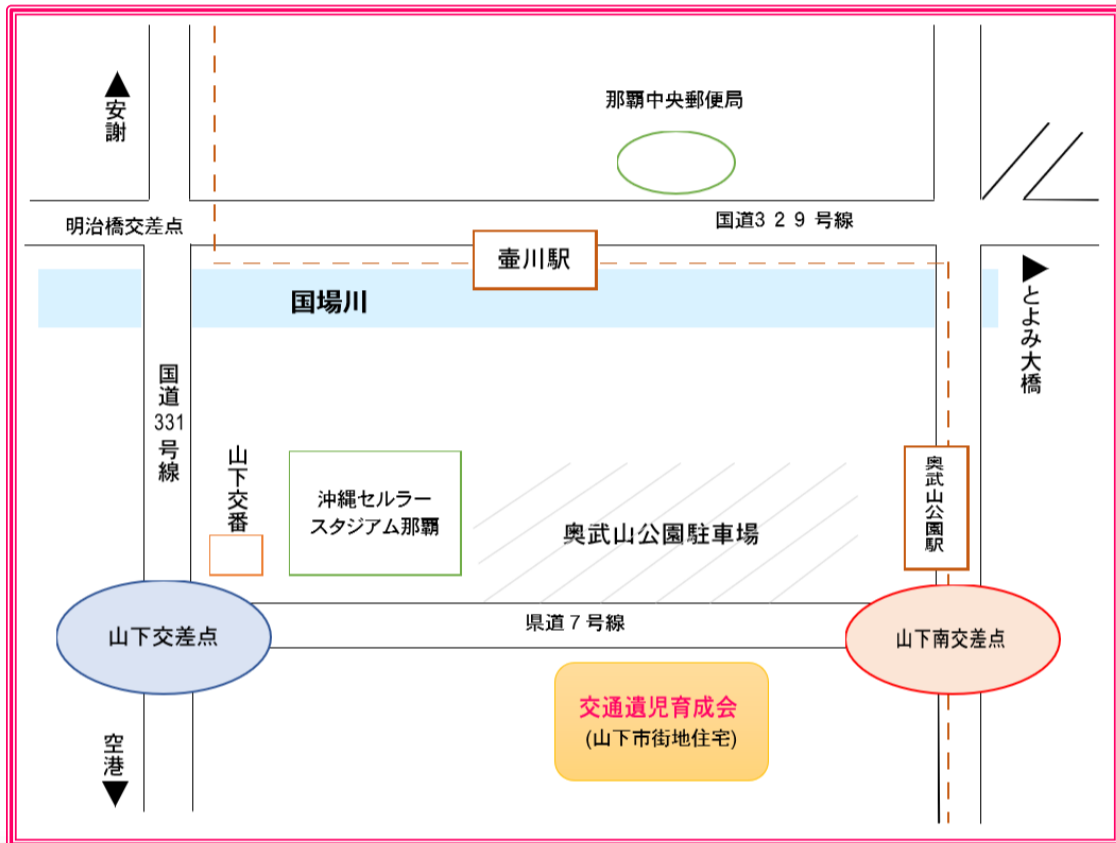 安謝
那覇中央郵便局
明治橋交差点
国道329号線
壷川駅
国場川
とよみ大橋
国道331号線
山下交番
沖縄セルラー
スタジアム那覇
奥武山公園駐車場
奥武山公園駅
山下交差点
県道7号線
山下南交差点
交通遺児育成会
(山下市街地住宅)
空港